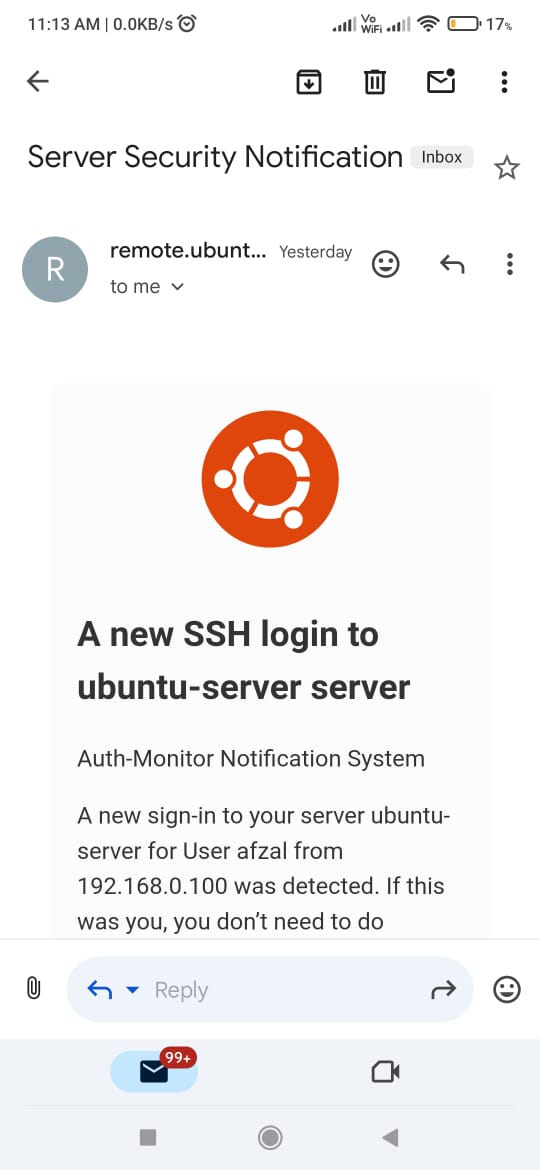 11:13 AM | 0.0KB/s
Vo
WiFi
17%
Server Security Notification Inbox
R
remote.ubunt... Yesterday
to me
A new SSH login to
ubuntu-server server
Auth-Monitor Notification System
A new sign-in to your server ubuntu-
server for User afzal from
192.168.0.100 was detected. If this
was you, you don’t need to do
Reply
99+